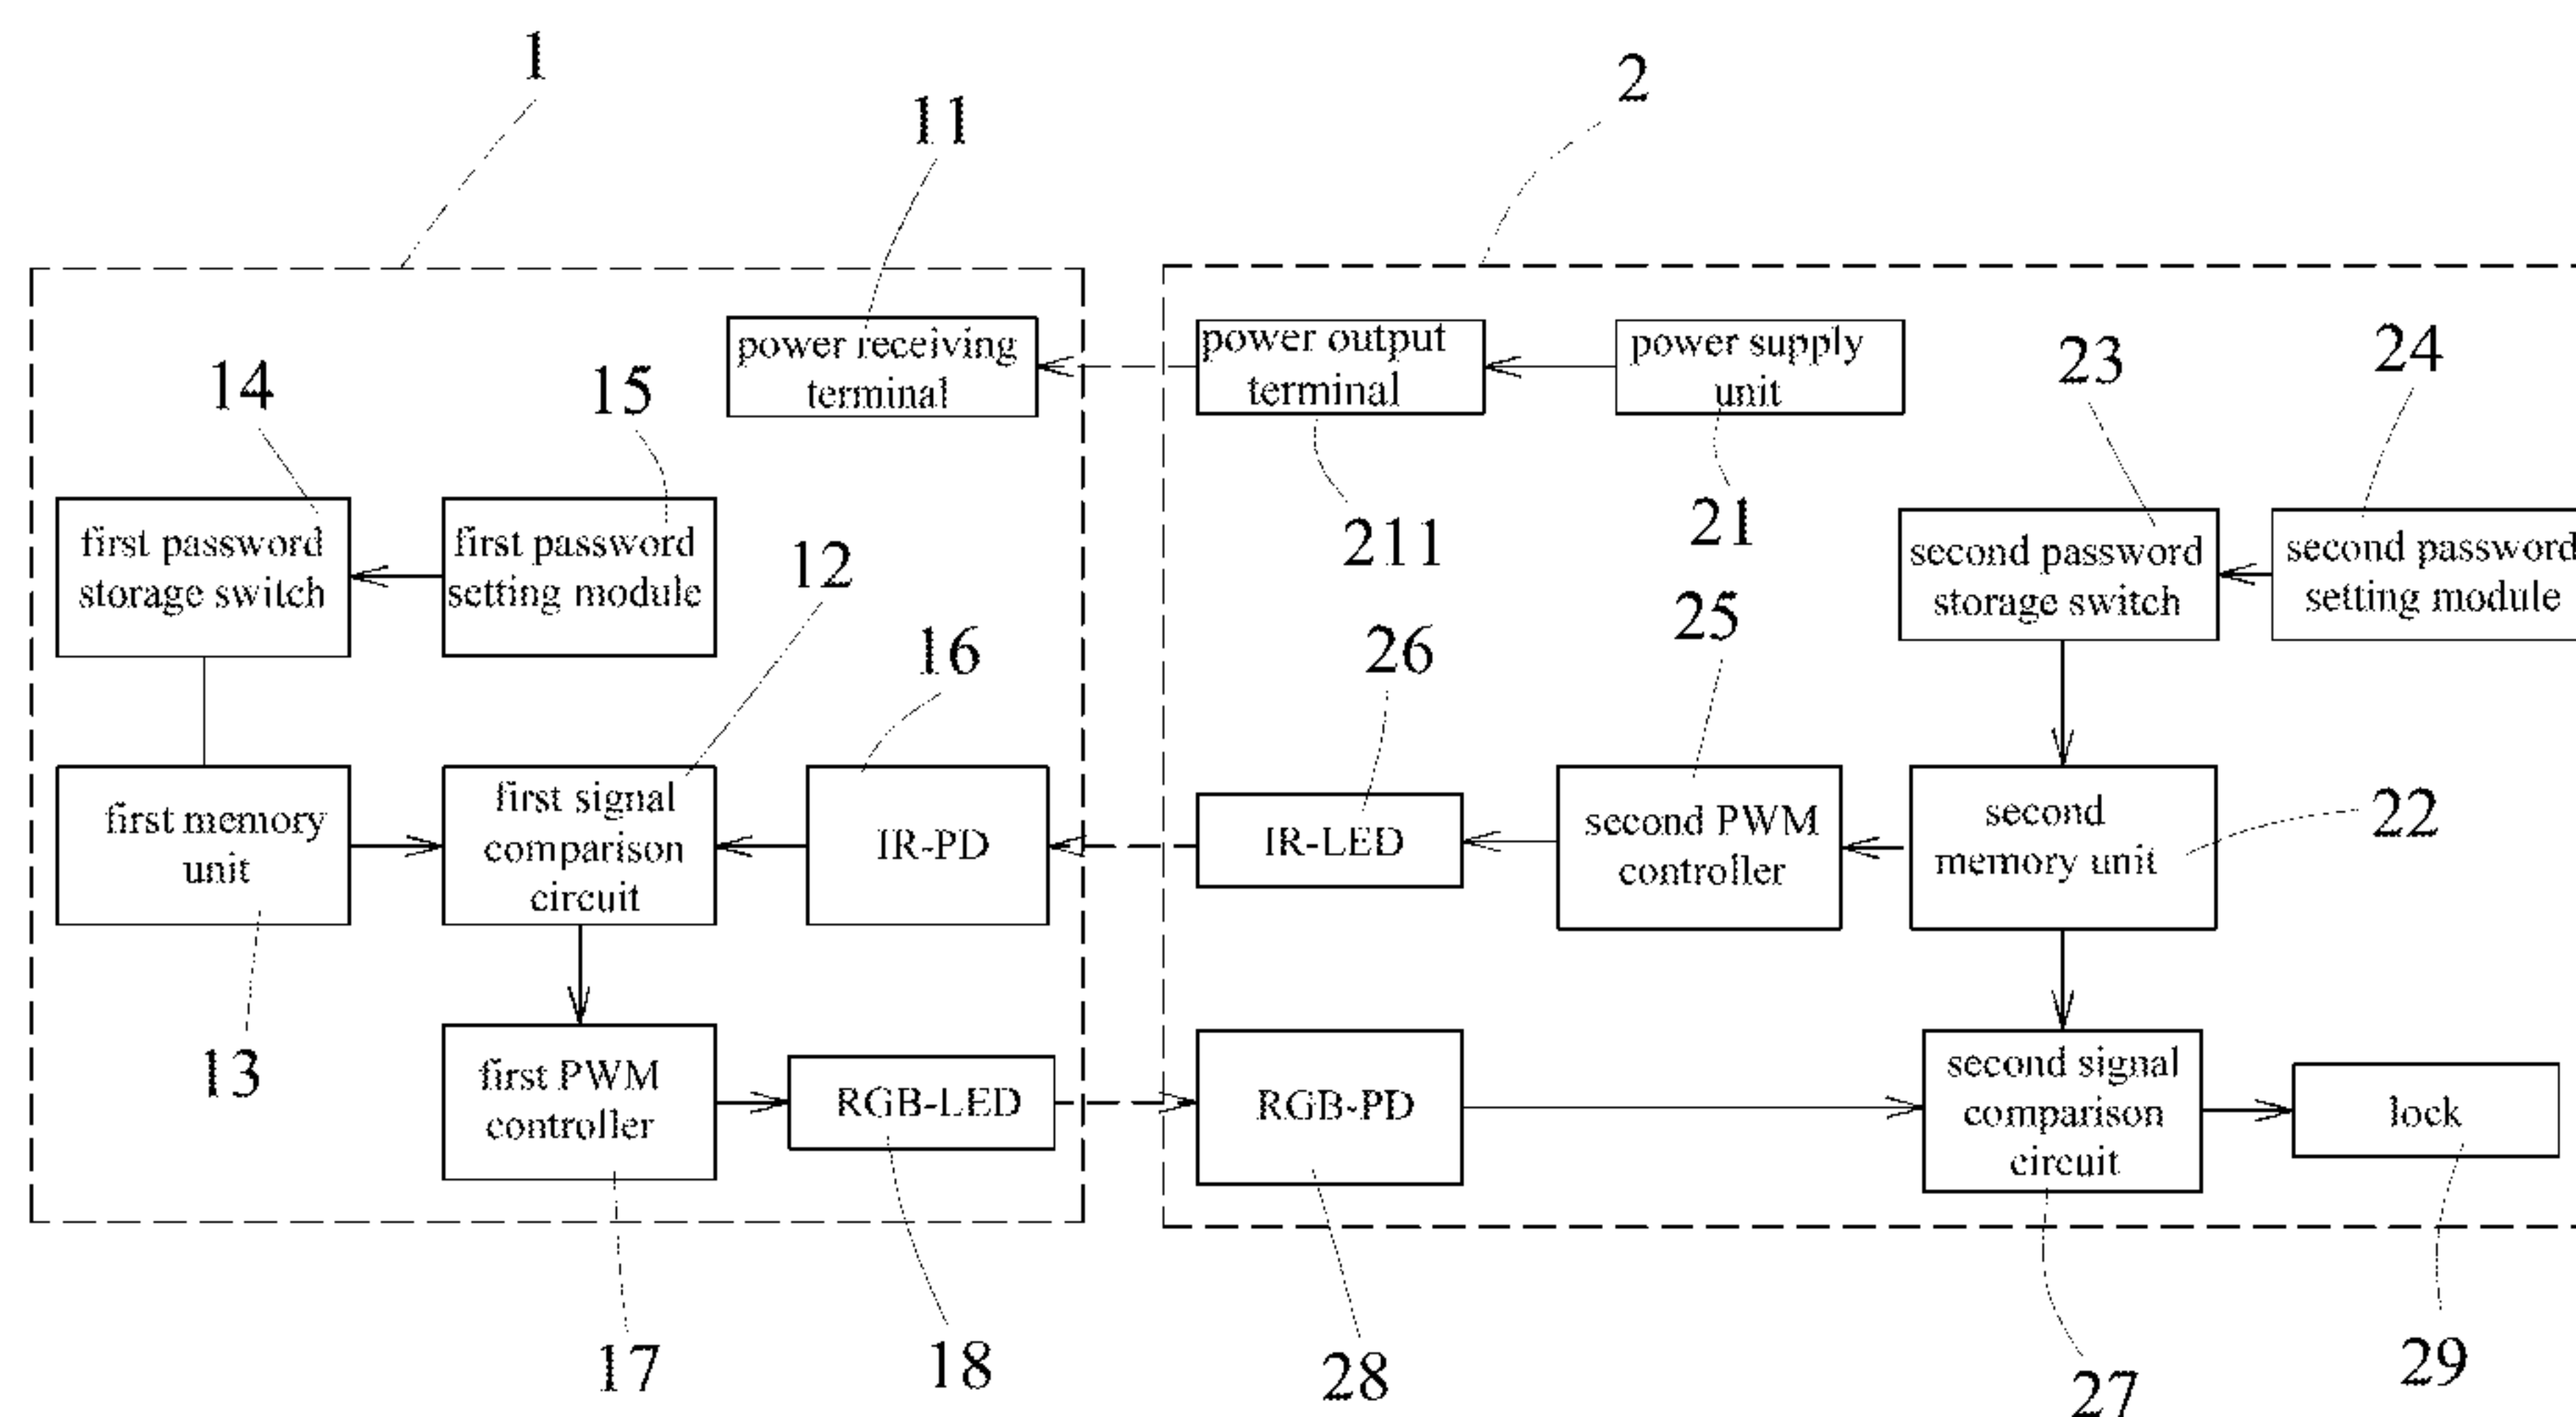 1
2
11
power receiving
terminal
power output
terminal
power supply
unit
14
15
23
24
211
21
first password
storage switch
first password
setting module
12
second password
storage switch
second password
setting module
16
26
25
first memory
unit
first signal
comparison
circuit
IR-PD
IR-LED
second PWM
controller
second
memory unit
22
13
first PWM
controller
RGB-LED
RGB-PD
second signal
comparison
circuit
lock
17
18
28
27
29